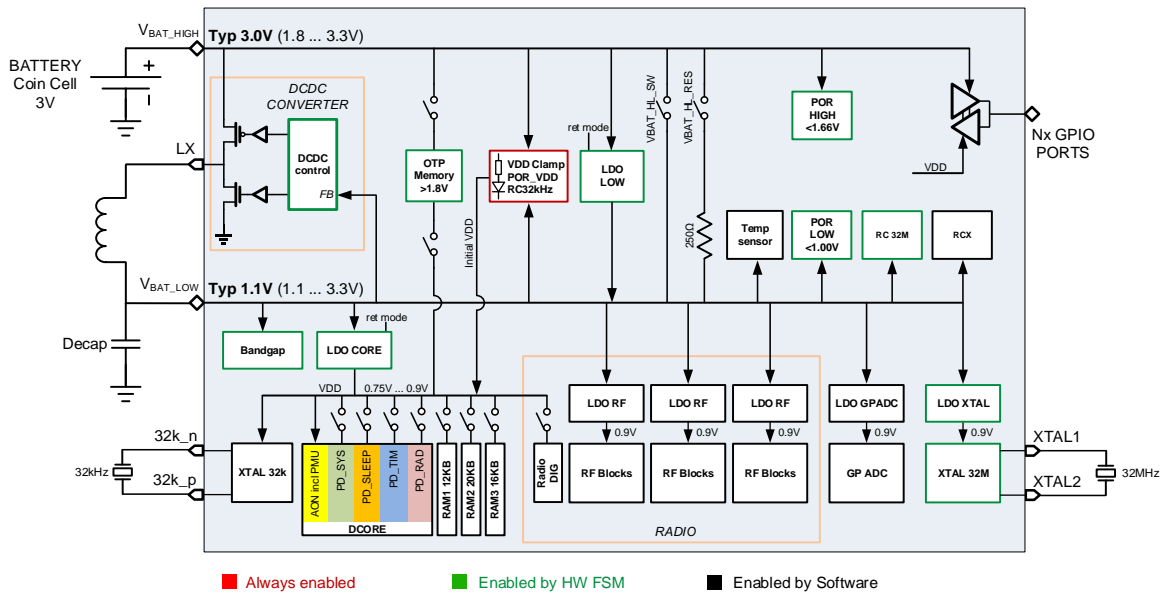 VBAT_HIGH
Typ 3.0V (1.8 ... 3.3V)
BATTERY
Coin Cell
3V
+
DCDC
CONVERTER
DCDC
control
FB
LX
OTP
Memory
>1.8V
VDD Clamp
POR_VDD
RC32kHz
Initial VDD
ret mode
LDO
LOW
VBAT_HL_SW
VBAT_HL_RES
250Ω
POR
HIGH
<1.66V
VDD
Nx GPIO
PORTS
Temp
sensor
POR
LOW
<1.00V
RC 32M
RCX
VBAT_LOW
Typ 1.1V (1.1 ... 3.3V)
Decap
Bandgap
LDO CORE
ret mode
VDD
0.75V ... 0.9V
32k_n
32k_p
32kHz
XTAL 32k
AON incl PMU
PD_SYS
PD_SLEEP
PD_TIM
PD_RAD
DCORE
RAM1 12KB
RAM2 20KB
RAM3 16KB
Radio
DIG
LDO RF
LDO RF
LDO RF
LDO GPADC
LDO XTAL
0.9V
0.9V
0.9V
0.9V
0.9V
RF Blocks
RF Blocks
RF Blocks
GP ADC
XTAL 32M
RADIO
XTAL1
XTAL2
32MHz
Always enabled
Enabled by HW FSM
Enabled by Software